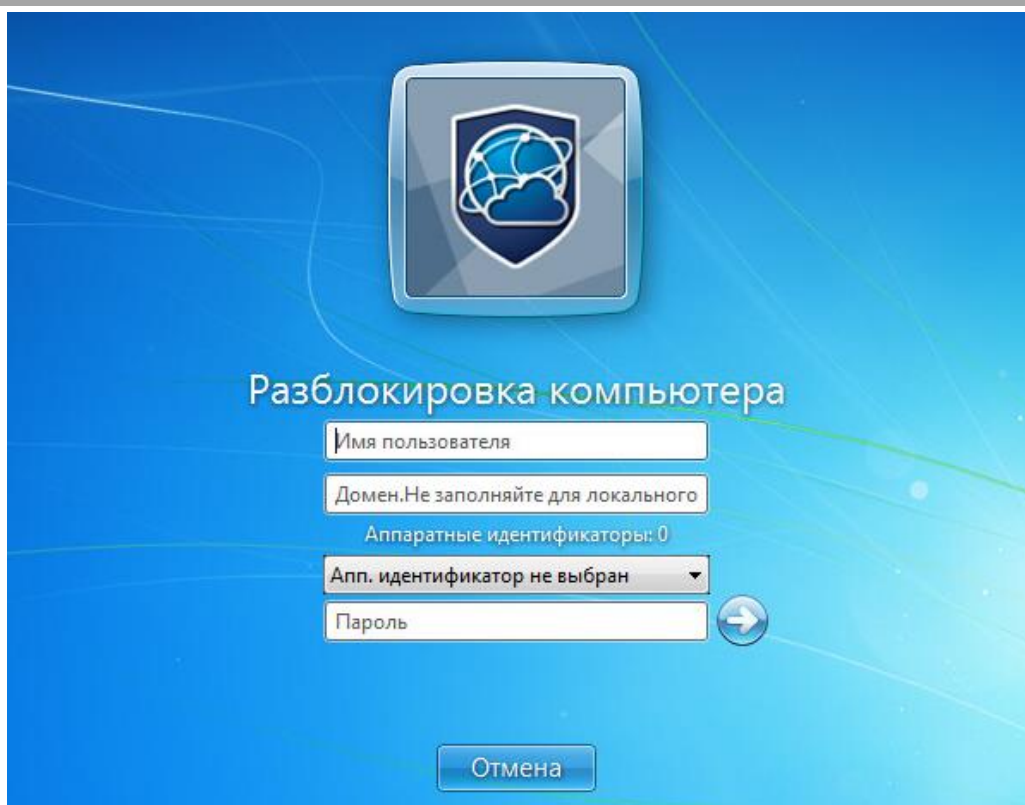 Разблокировка компьютера
Имя пользователя
Домен.Не заполняйте для локального
Аппаратные идентификаторы: 0
Апп. идентификатор не выбран
Пароль
Отмена